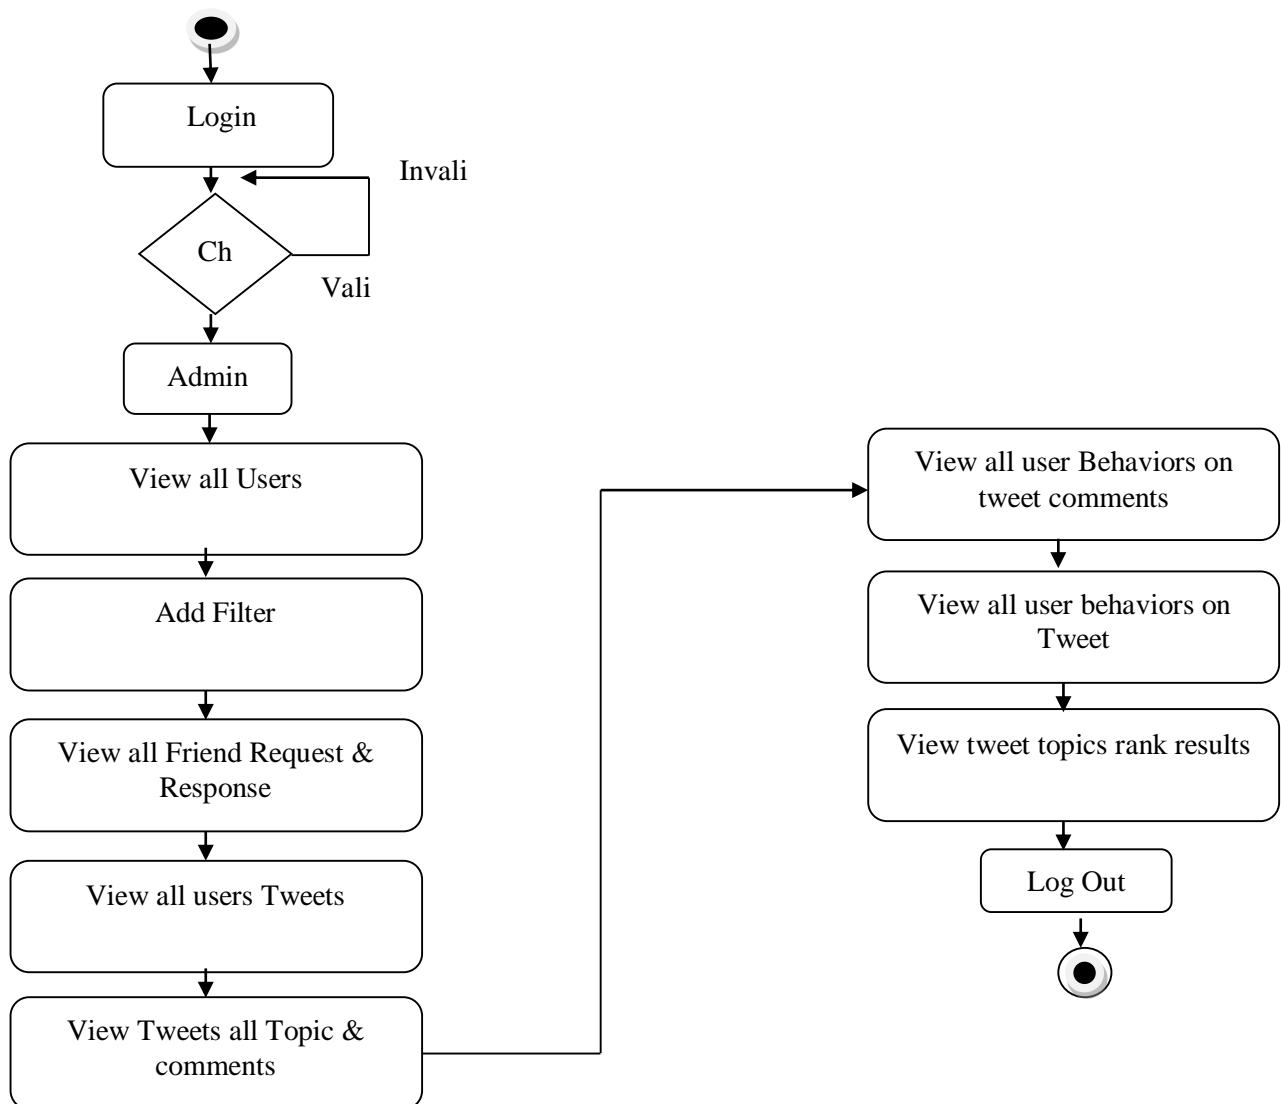 Login
Invali
Ch
Vali
Admin
View all Users
Add Filter
View all Friend Request &
Response
View all users Tweets
View Tweets all Topic &
comments
View all user Behaviors on
tweet comments
View all user behaviors on
Tweet
View tweet topics rank results
Log Out